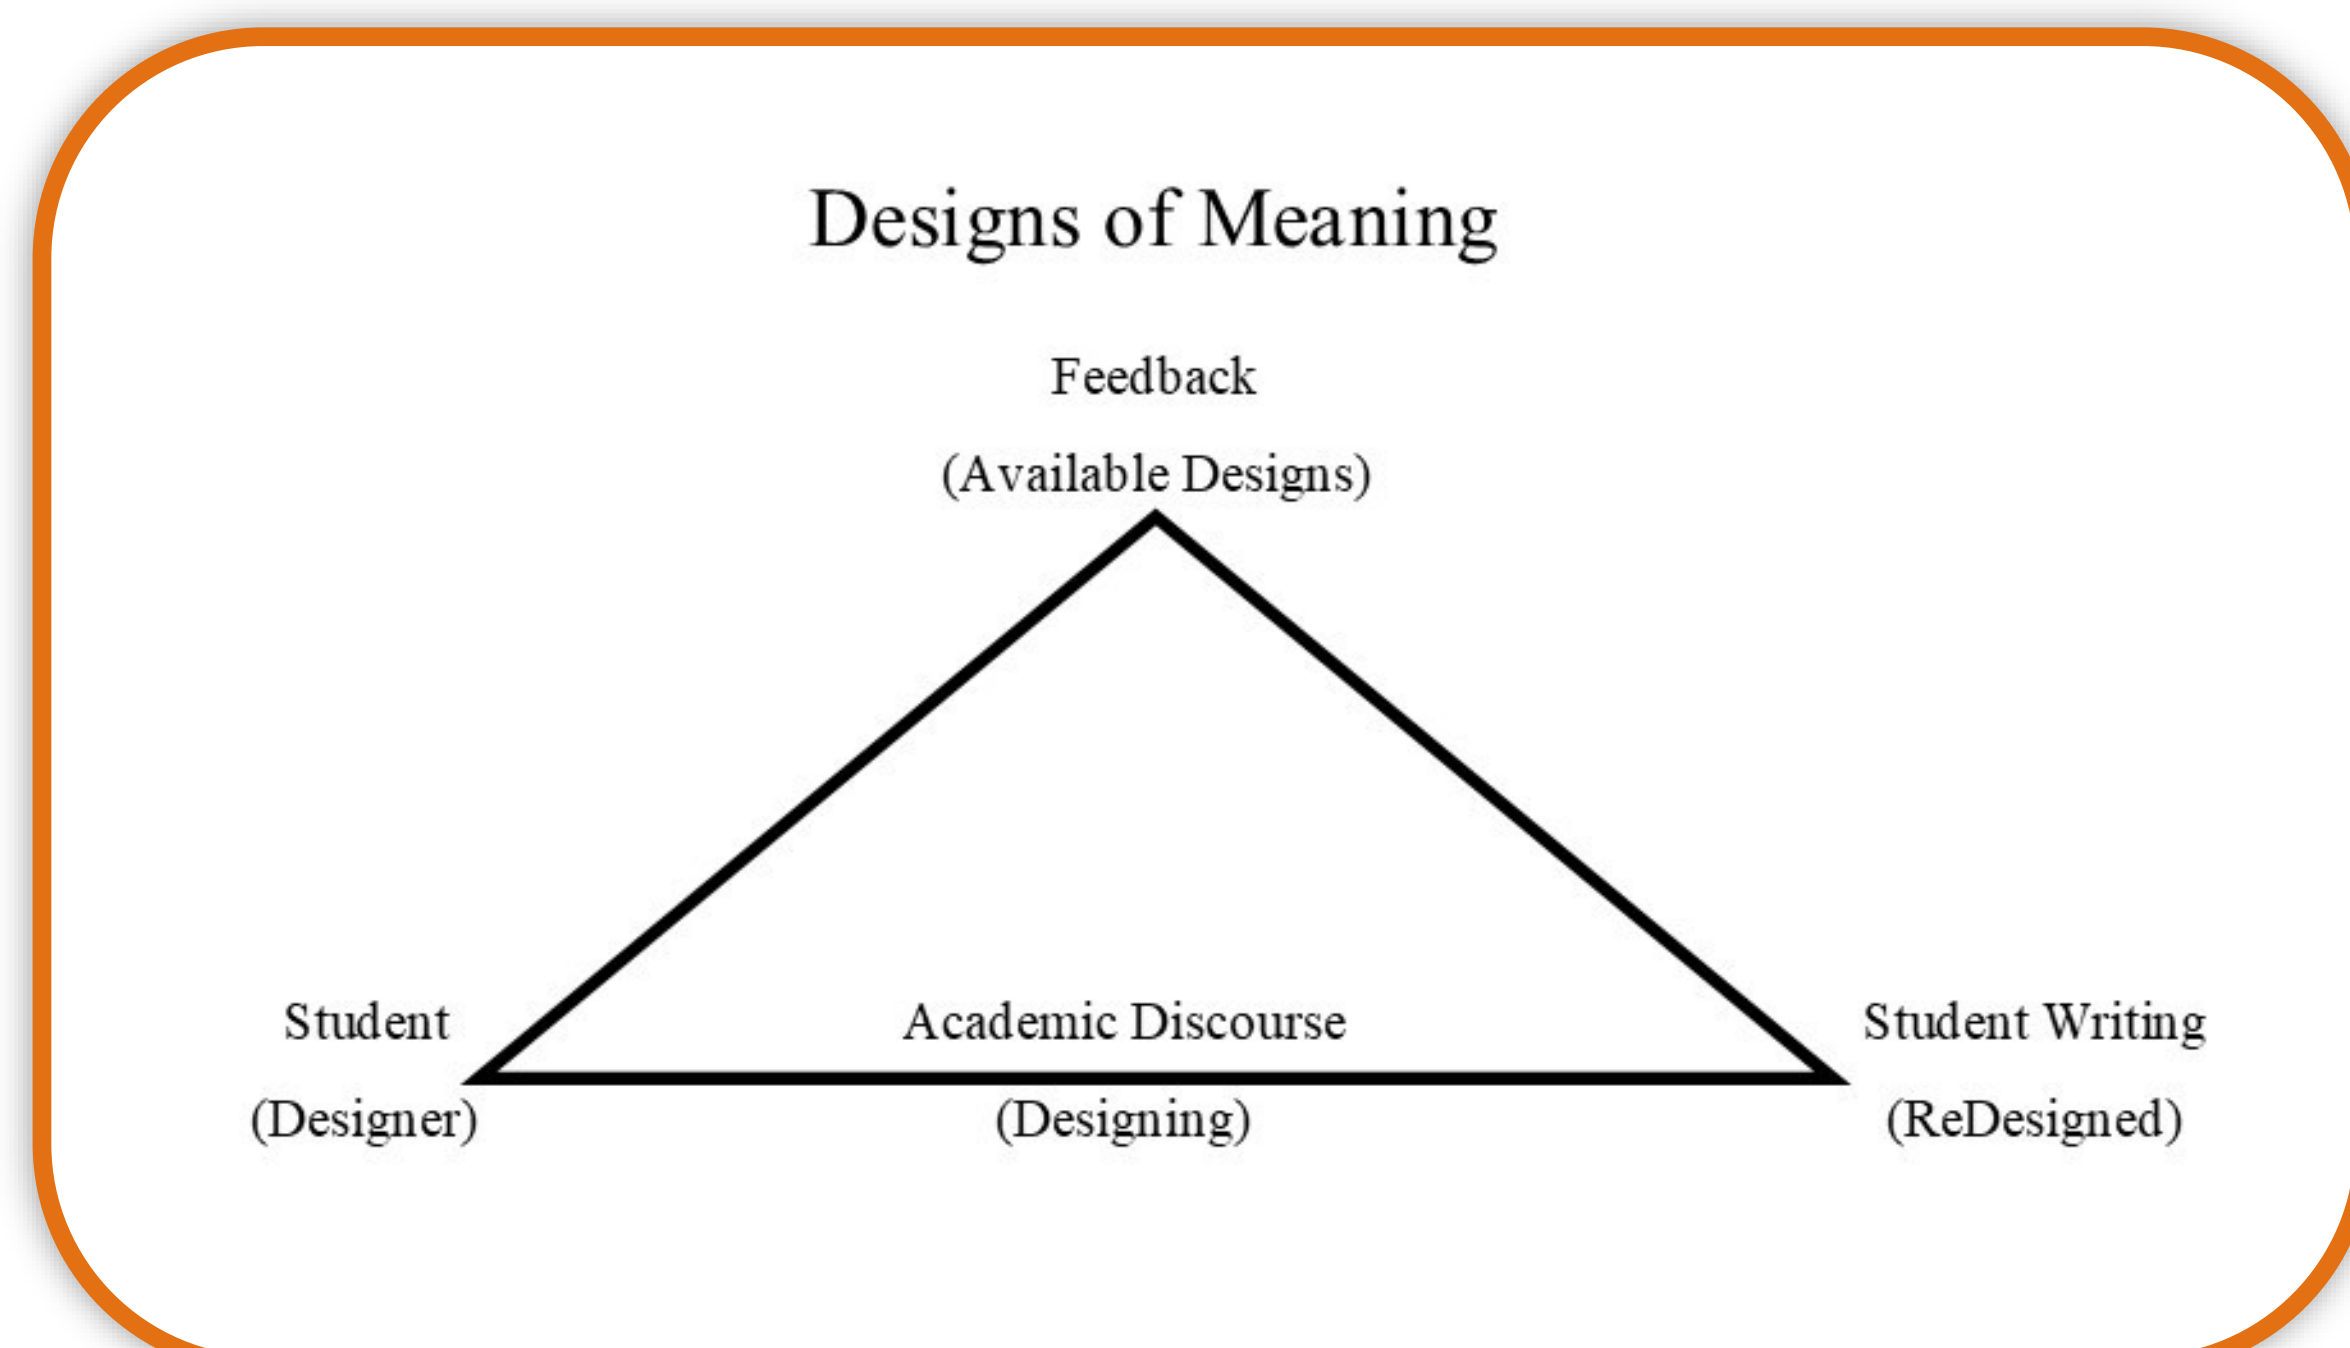 Designs of Meaning
Feedback
(Available Designs)
Student
(Designer)
Academic Discourse
(Designing)
Student Writing
(ReDesigned)